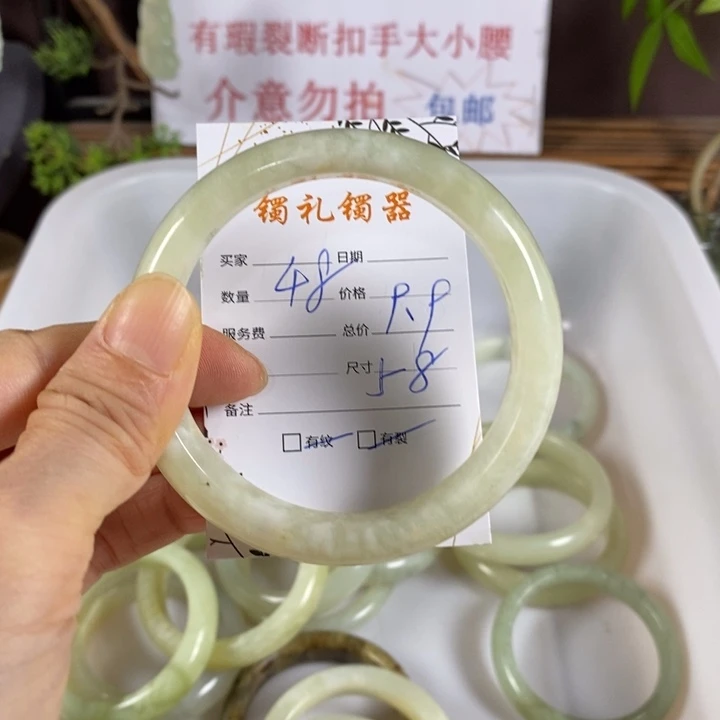 有瑕裂断扣手大小腰
介意勿拍 包邮
镯礼镯器
买家 日期
数量 48 价格 9.9
服务费 总价
尺寸 58
备注
□有纹 □有裂